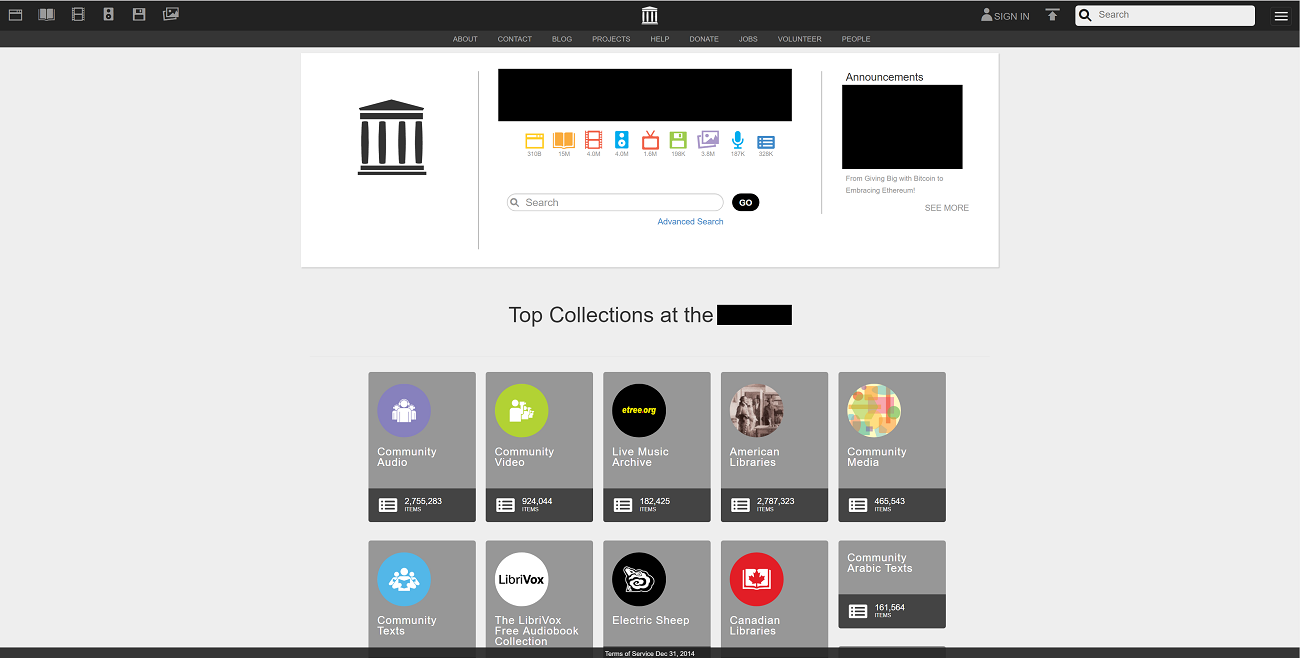 SIGN IN
Search
ABOUT CONTACT BLOG PROJECTS HELP DONATE JOBS VOLUNTEER PEOPLE
Announcements
310B 15M 4.0M 4.0M 1.6M 198K 3.8M 187K 328K
From Giving Big with Bitcoin to
Embracing Ethereum!
SEE MORE
Search
GO
Advanced Search
Top Collections at the
Community
Audio
2,755,283
ITEMS
Community
Video
924,044
ITEMS
etree.org
Live Music
Archive
182,425
ITEMS
American
Libraries
2,787,323
ITEMS
Community
Media
465,543
ITEMS
Community
Texts
LibriVox
The LibriVox
Free Audiobook
Collection
Electric Sheep
Canadian
Libraries
Community
Arabic Texts
161,564
ITEMS
Terms of Service Dec 31, 2014